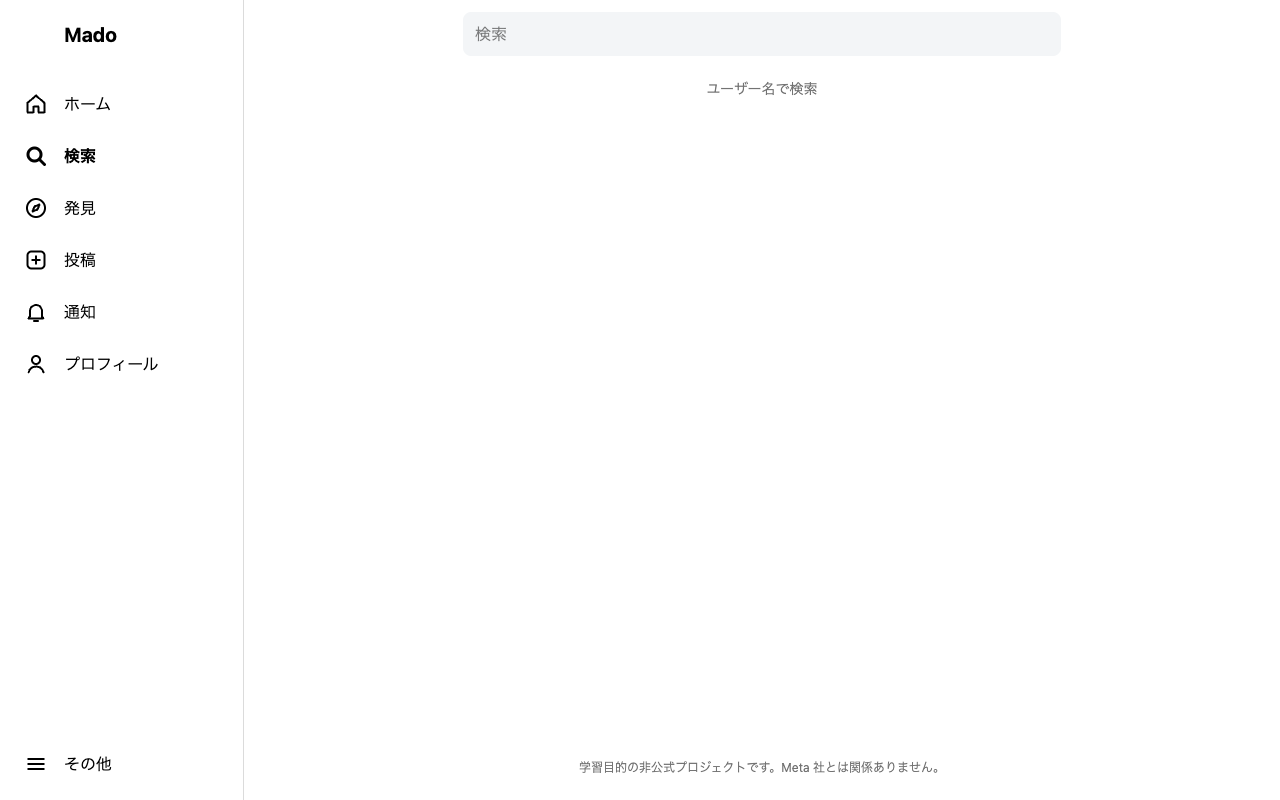 Mado
ホーム
検索
発見
投稿
通知
プロフィール
その他
検索
ユーザー名で検索
学習目的の非公式プロジェクトです。Meta 社とは関係ありません。